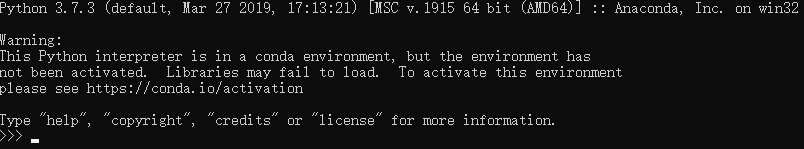 Python 3.7.3 (default, Mar 27 2019, 17:13:21) [MSC v.1915 64 bit (AMD64)] :: Anaconda, Inc. on win32
Warning:
This Python interpreter is in a conda environment, but the environment has
not been activated.  Libraries may fail to load.  To activate this environment
please see https://conda.io/activation
Type "help", "copyright", "credits" or "license" for more information.
>>> _